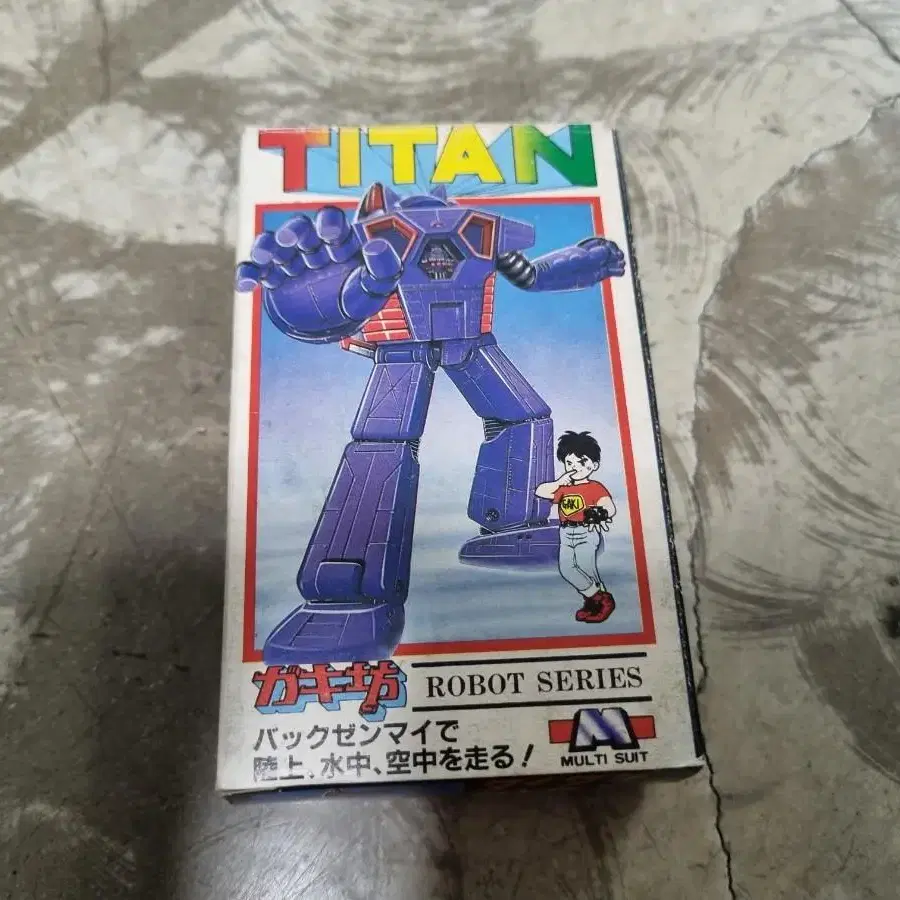 TITAN
GAKI
ガキ坊
ROBOT SERIES
バックゼンマイで
陸上、水中、空中を走る!
M
MULTI SUIT